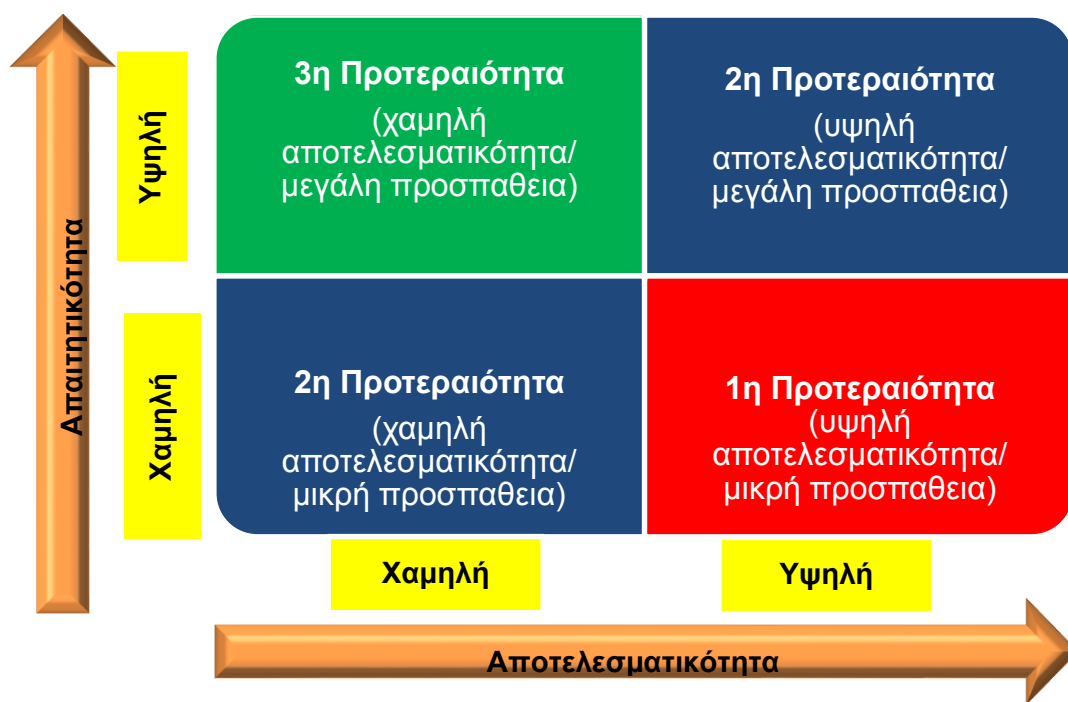 Υψηλή
Απαιτητικότητα
Χαμηλή
3η Προτεραιότητα
(χαμηλή
αποτελεσματικότητα/
μεγάλη προσπαθεια)
2η Προτεραιότητα
(υψηλή
αποτελεσματικότητα/
μεγάλη προσπαθεια)
2η Προτεραιότητα
(χαμηλή
αποτελεσματικότητα/
μικρή προσπαθεια)
1η Προτεραιότητα
(υψηλή
αποτελεσματικότητα/
μικρή προσπαθεια)
Χαμηλή
Υψηλή
Αποτελεσματικότητα